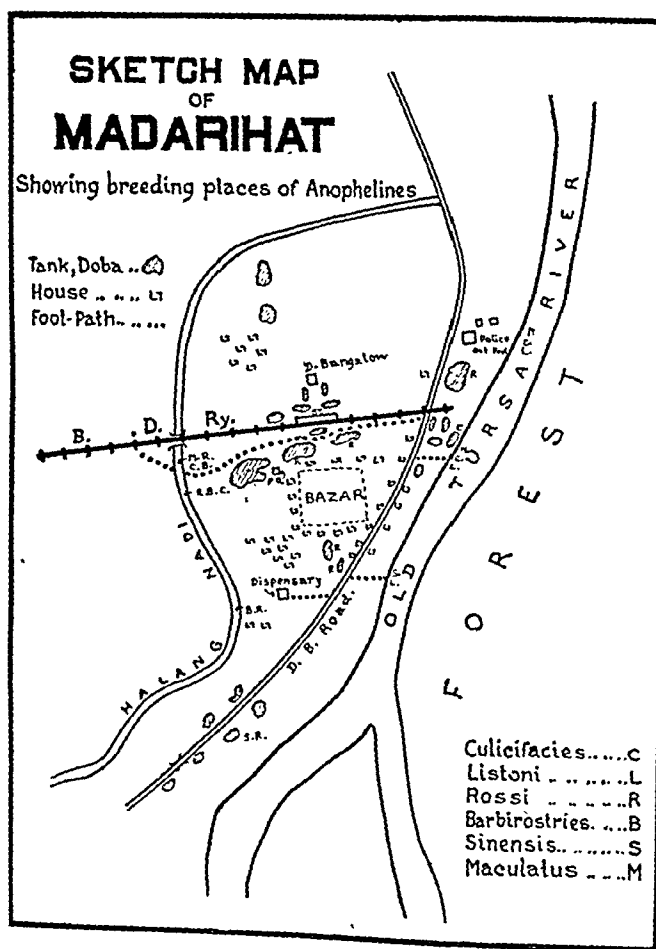 SKETCH MAP
OF
MADARIHAT
Showing breeding places of Anophelines
Tank, Doba ..
House .. .. ..
Foot-Path.. ....
D. Bangalow
Police
R
B. D. Ry.
M.R.
C.B.
R.B.C.
BAZAR
R
R
Dispensary
B.R.
S.R.
D. B. Road.
HALANG NADI
OLD TURSA RIVER
FOREST
Culicifacies......C
Listoni .. .. .. ..L
Rossi .. .. .. ..R
Barbirostries. ...B
Sinensis.. .. .. ..S
Maculatus .. .. ..M